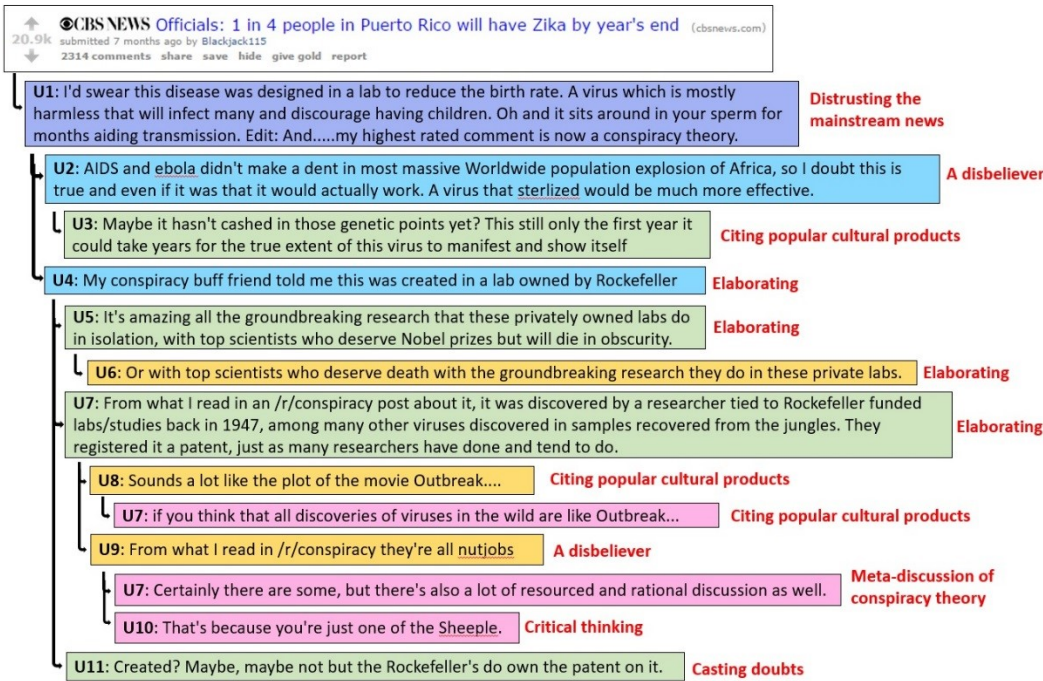 CBS NEWS Officials: 1 in 4 people in Puerto Rico will have Zika by year's end (cbsnews.com)
20.9k submitted 7 months ago by Blackjack115
2314 comments share save hide give gold report
U1: I'd swear this disease was designed in a lab to reduce the birth rate. A virus which is mostly
harmless that will infect many and discourage having children. Oh and it sits around in your sperm for
months aiding transmission. Edit: And.....my highest rated comment is now a conspiracy theory.
Distrusting the
mainstream news
U2: AIDS and ebola didn't make a dent in most massive Worldwide population explosion of Africa, so I doubt this is
true and even if it was that it would actually work. A virus that sterlized would be much more effective.
A disbeliever
U3: Maybe it hasn't cashed in those genetic points yet? This still only the first year it
could take years for the true extent of this virus to manifest and show itself
Citing popular cultural products
U4: My conspiracy buff friend told me this was created in a lab owned by Rockefeller
Elaborating
U5: It's amazing all the groundbreaking research that these privately owned labs do
in isolation, with top scientists who deserve Nobel prizes but will die in obscurity.
Elaborating
U6: Or with top scientists who deserve death with the groundbreaking research they do in these private labs.
Elaborating
U7: From what I read in an /r/conspiracy post about it, it was discovered by a researcher tied to Rockefeller funded
labs/studies back in 1947, among many other viruses discovered in samples recovered from the jungles. They
registered it a patent, just as many researchers have done and tend to do.
Elaborating
U8: Sounds a lot like the plot of the movie Outbreak....
Citing popular cultural products
U7: if you think that all discoveries of viruses in the wild are like Outbreak...
Citing popular cultural products
U9: From what I read in /r/conspiracy they're all nutjobs
A disbeliever
U7: Certainly there are some, but there's also a lot of resourced and rational discussion as well.
Meta-discussion of
conspiracy theory
U10: That's because you're just one of the Sheeple.
Critical thinking
U11: Created? Maybe, maybe not but the Rockefeller's do own the patent on it.
Casting doubts